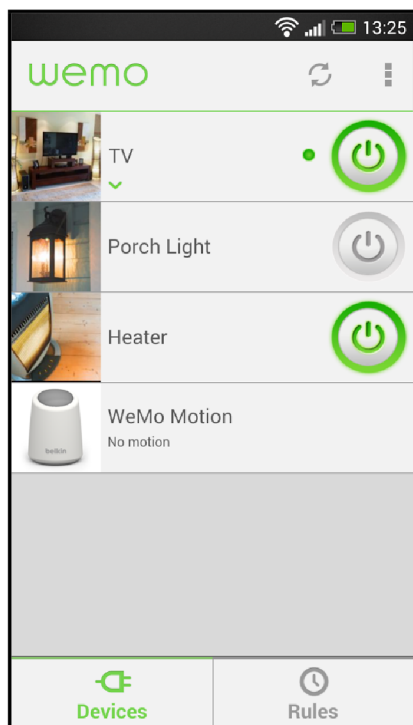 13:25
wemo
TV
Porch Light
Heater
WeMo Motion
No motion
belkin
Devices
Rules